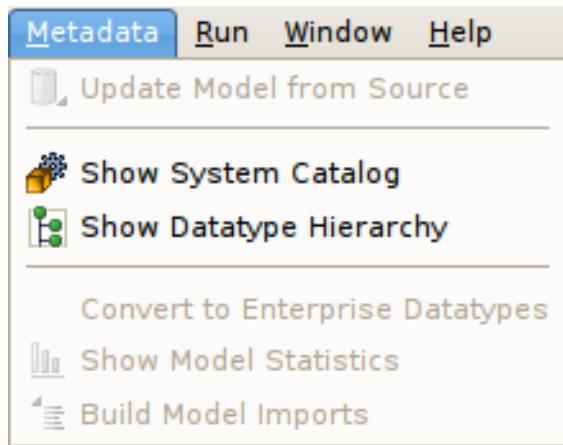 Metadata Run Window Help
Update Model from Source
Show System Catalog
Show Datatype Hierarchy
Convert to Enterprise Datatypes
Show Model Statistics
Build Model Imports